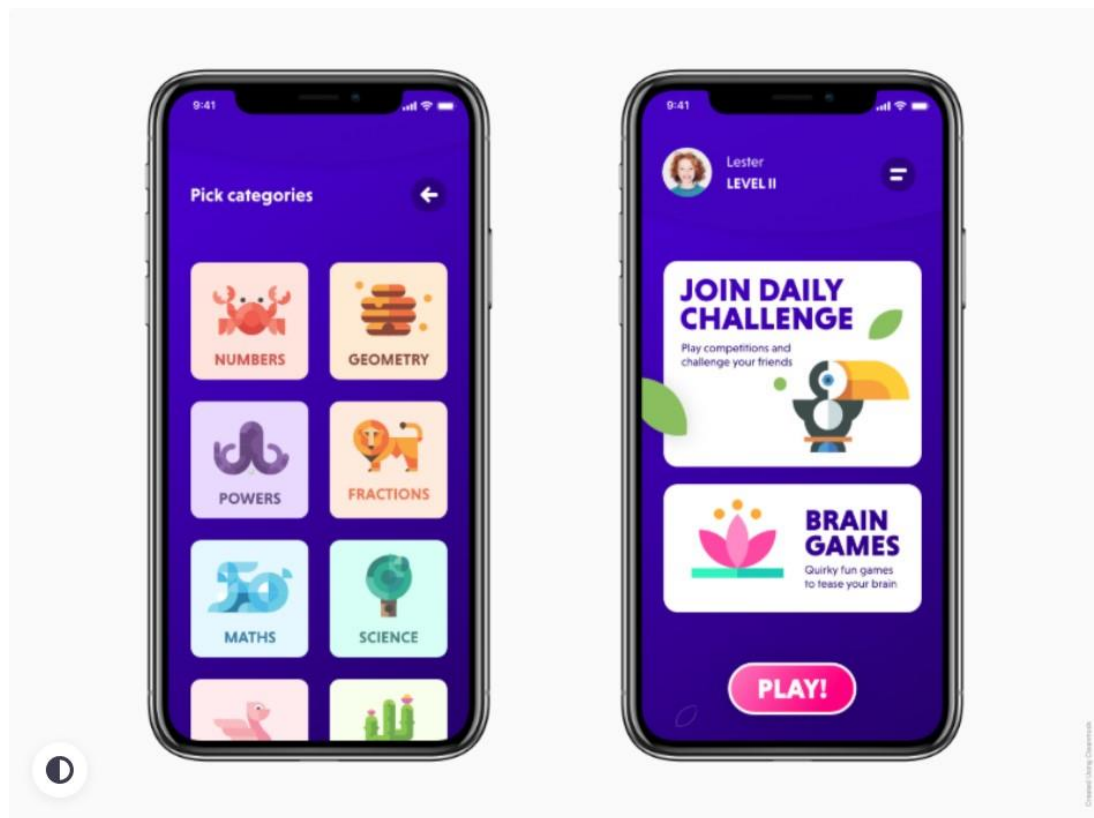 9:41
Pick categories
NUMBERS
GEOMETRY
POWERS
FRACTIONS
MATHS
SCIENCE
9:41
Lester
LEVEL II
JOIN DAILY
CHALLENGE
Play competitions and
challenge your friends
BRAIN
GAMES
Quirky fun games
to tease your brain
PLAY!